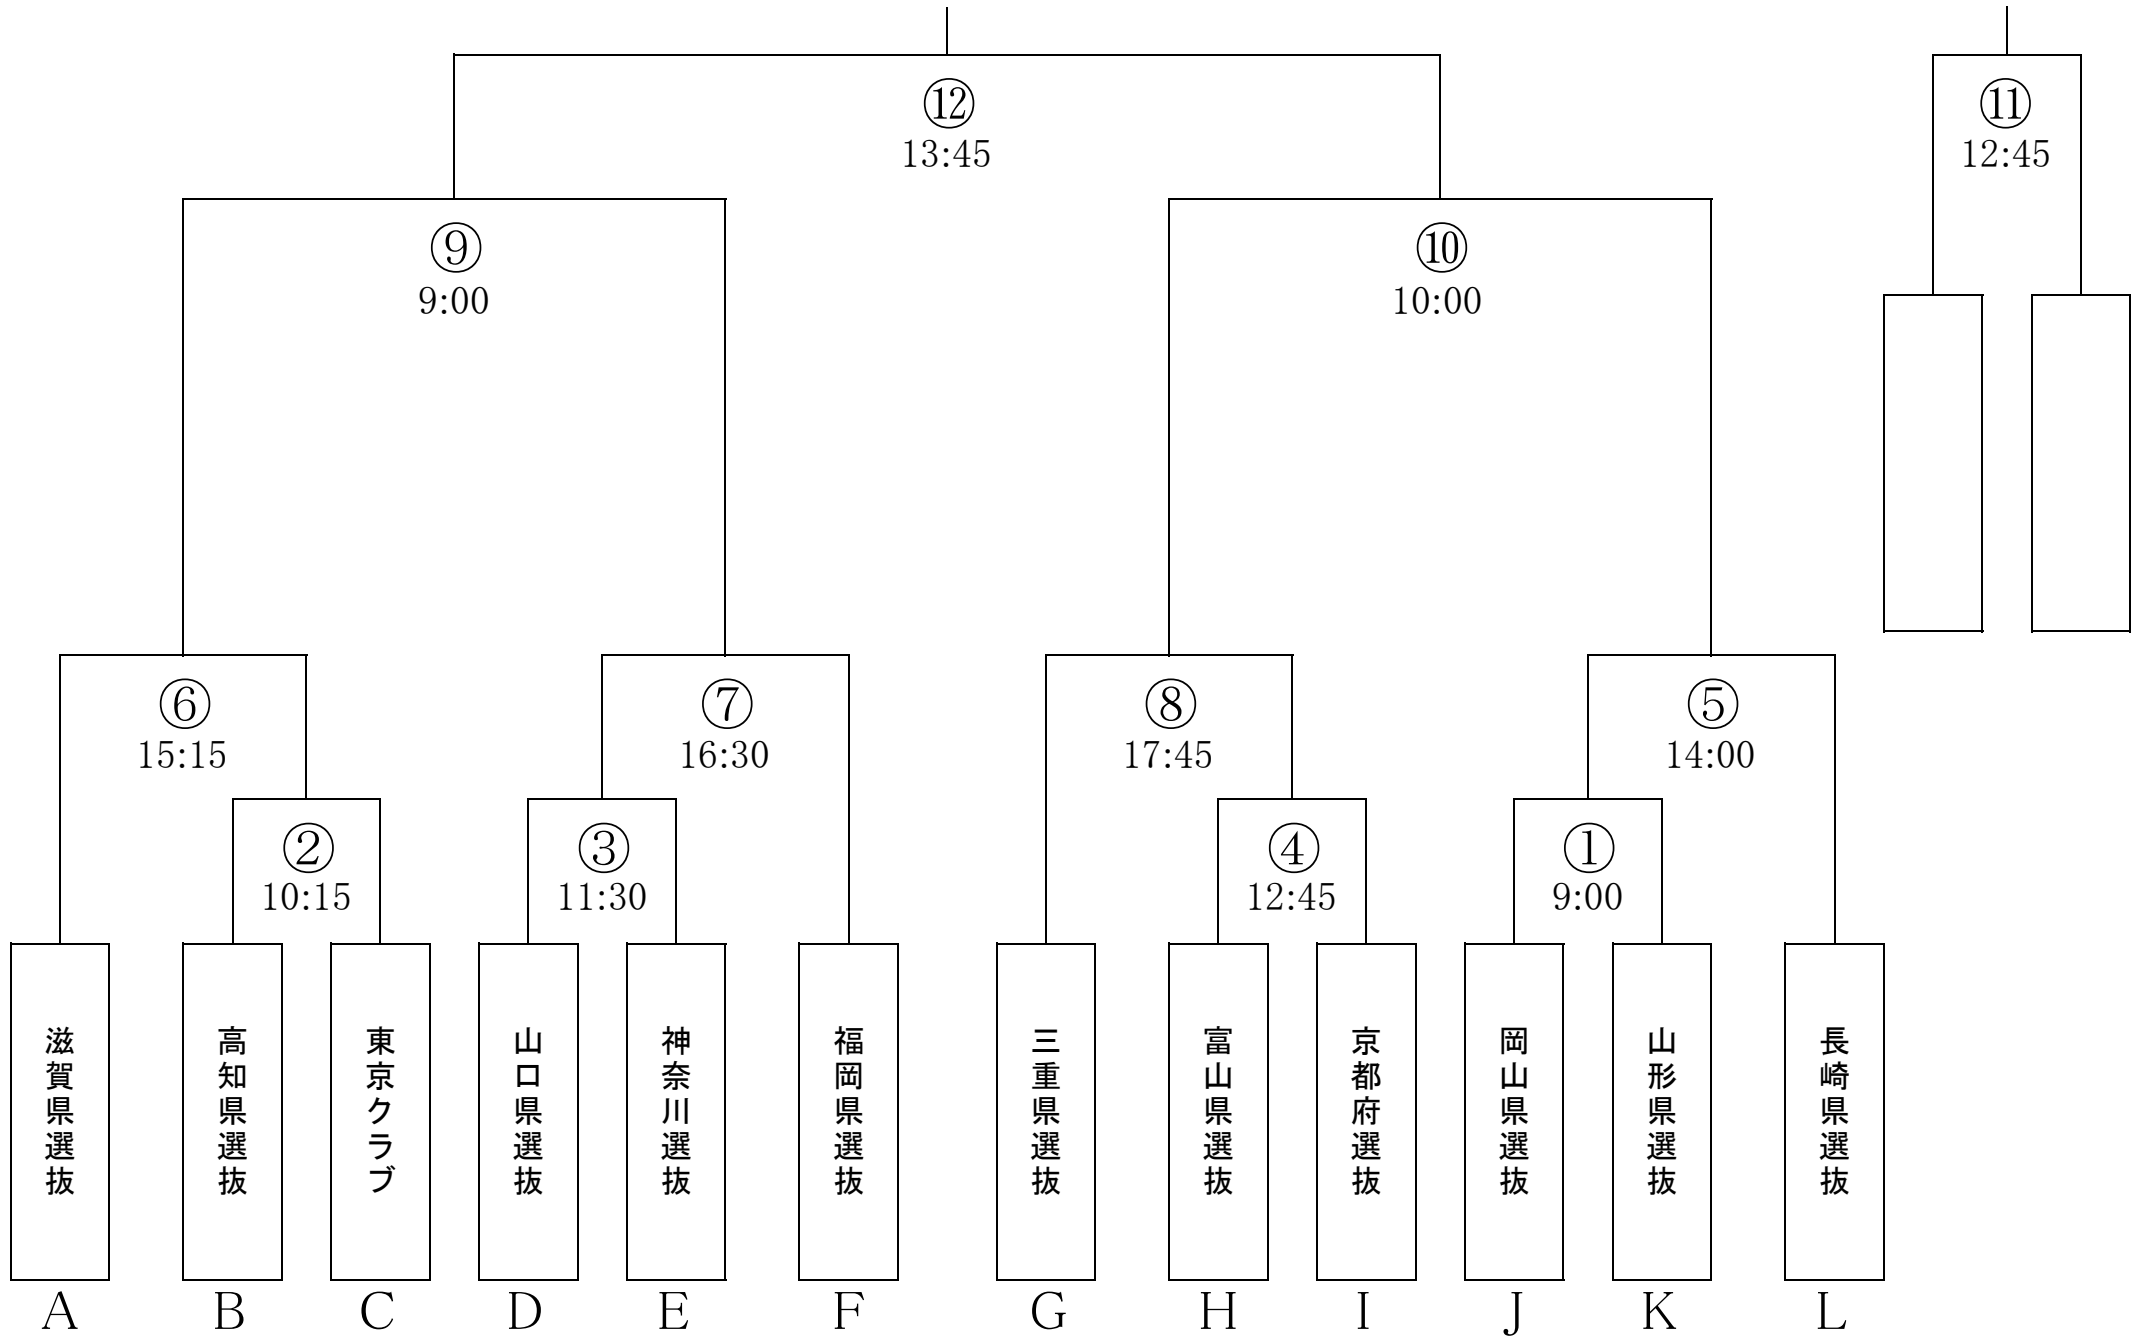 ⑫
13:45
⑪
12:45
⑨
9:00
⑩
10:00
⑥
15:15
⑦
16:30
⑧
17:45
⑤
14:00
②
10:15
③
11:30
④
12:45
①
9:00
滋賀県選抜
高知県選抜
東京クラブ
山口県選抜
神奈川選抜
福岡県選抜
三重県選抜
富山県選抜
京都府選抜
岡山県選抜
山形県選抜
長崎県選抜
A
B
C
D
E
F
G
H
I
J
K
L